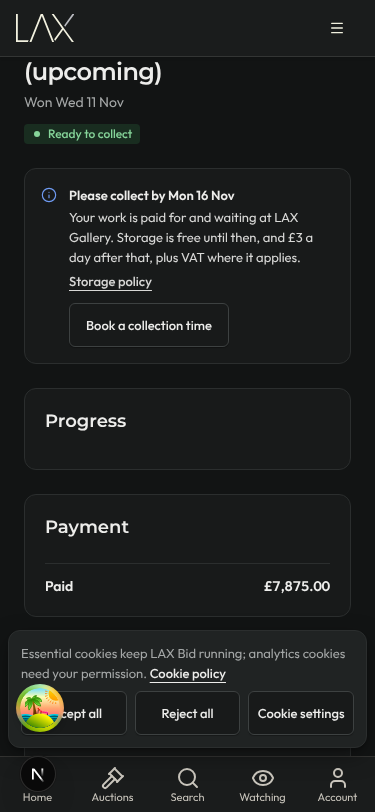 LAX
(upcoming)
Won Wed 11 Nov
Ready to collect
Please collect by Mon 16 Nov
Your work is paid for and waiting at LAX
Gallery. Storage is free until then, and £3 a
day after that, plus VAT where it applies.
Storage policy
Book a collection time
Progress
Payment
Paid £7,875.00
Essential cookies keep LAX Bid running; analytics cookies
need your permission. Cookie policy
cept all Reject all Cookie settings
N
Home Auctions Search Watching Account